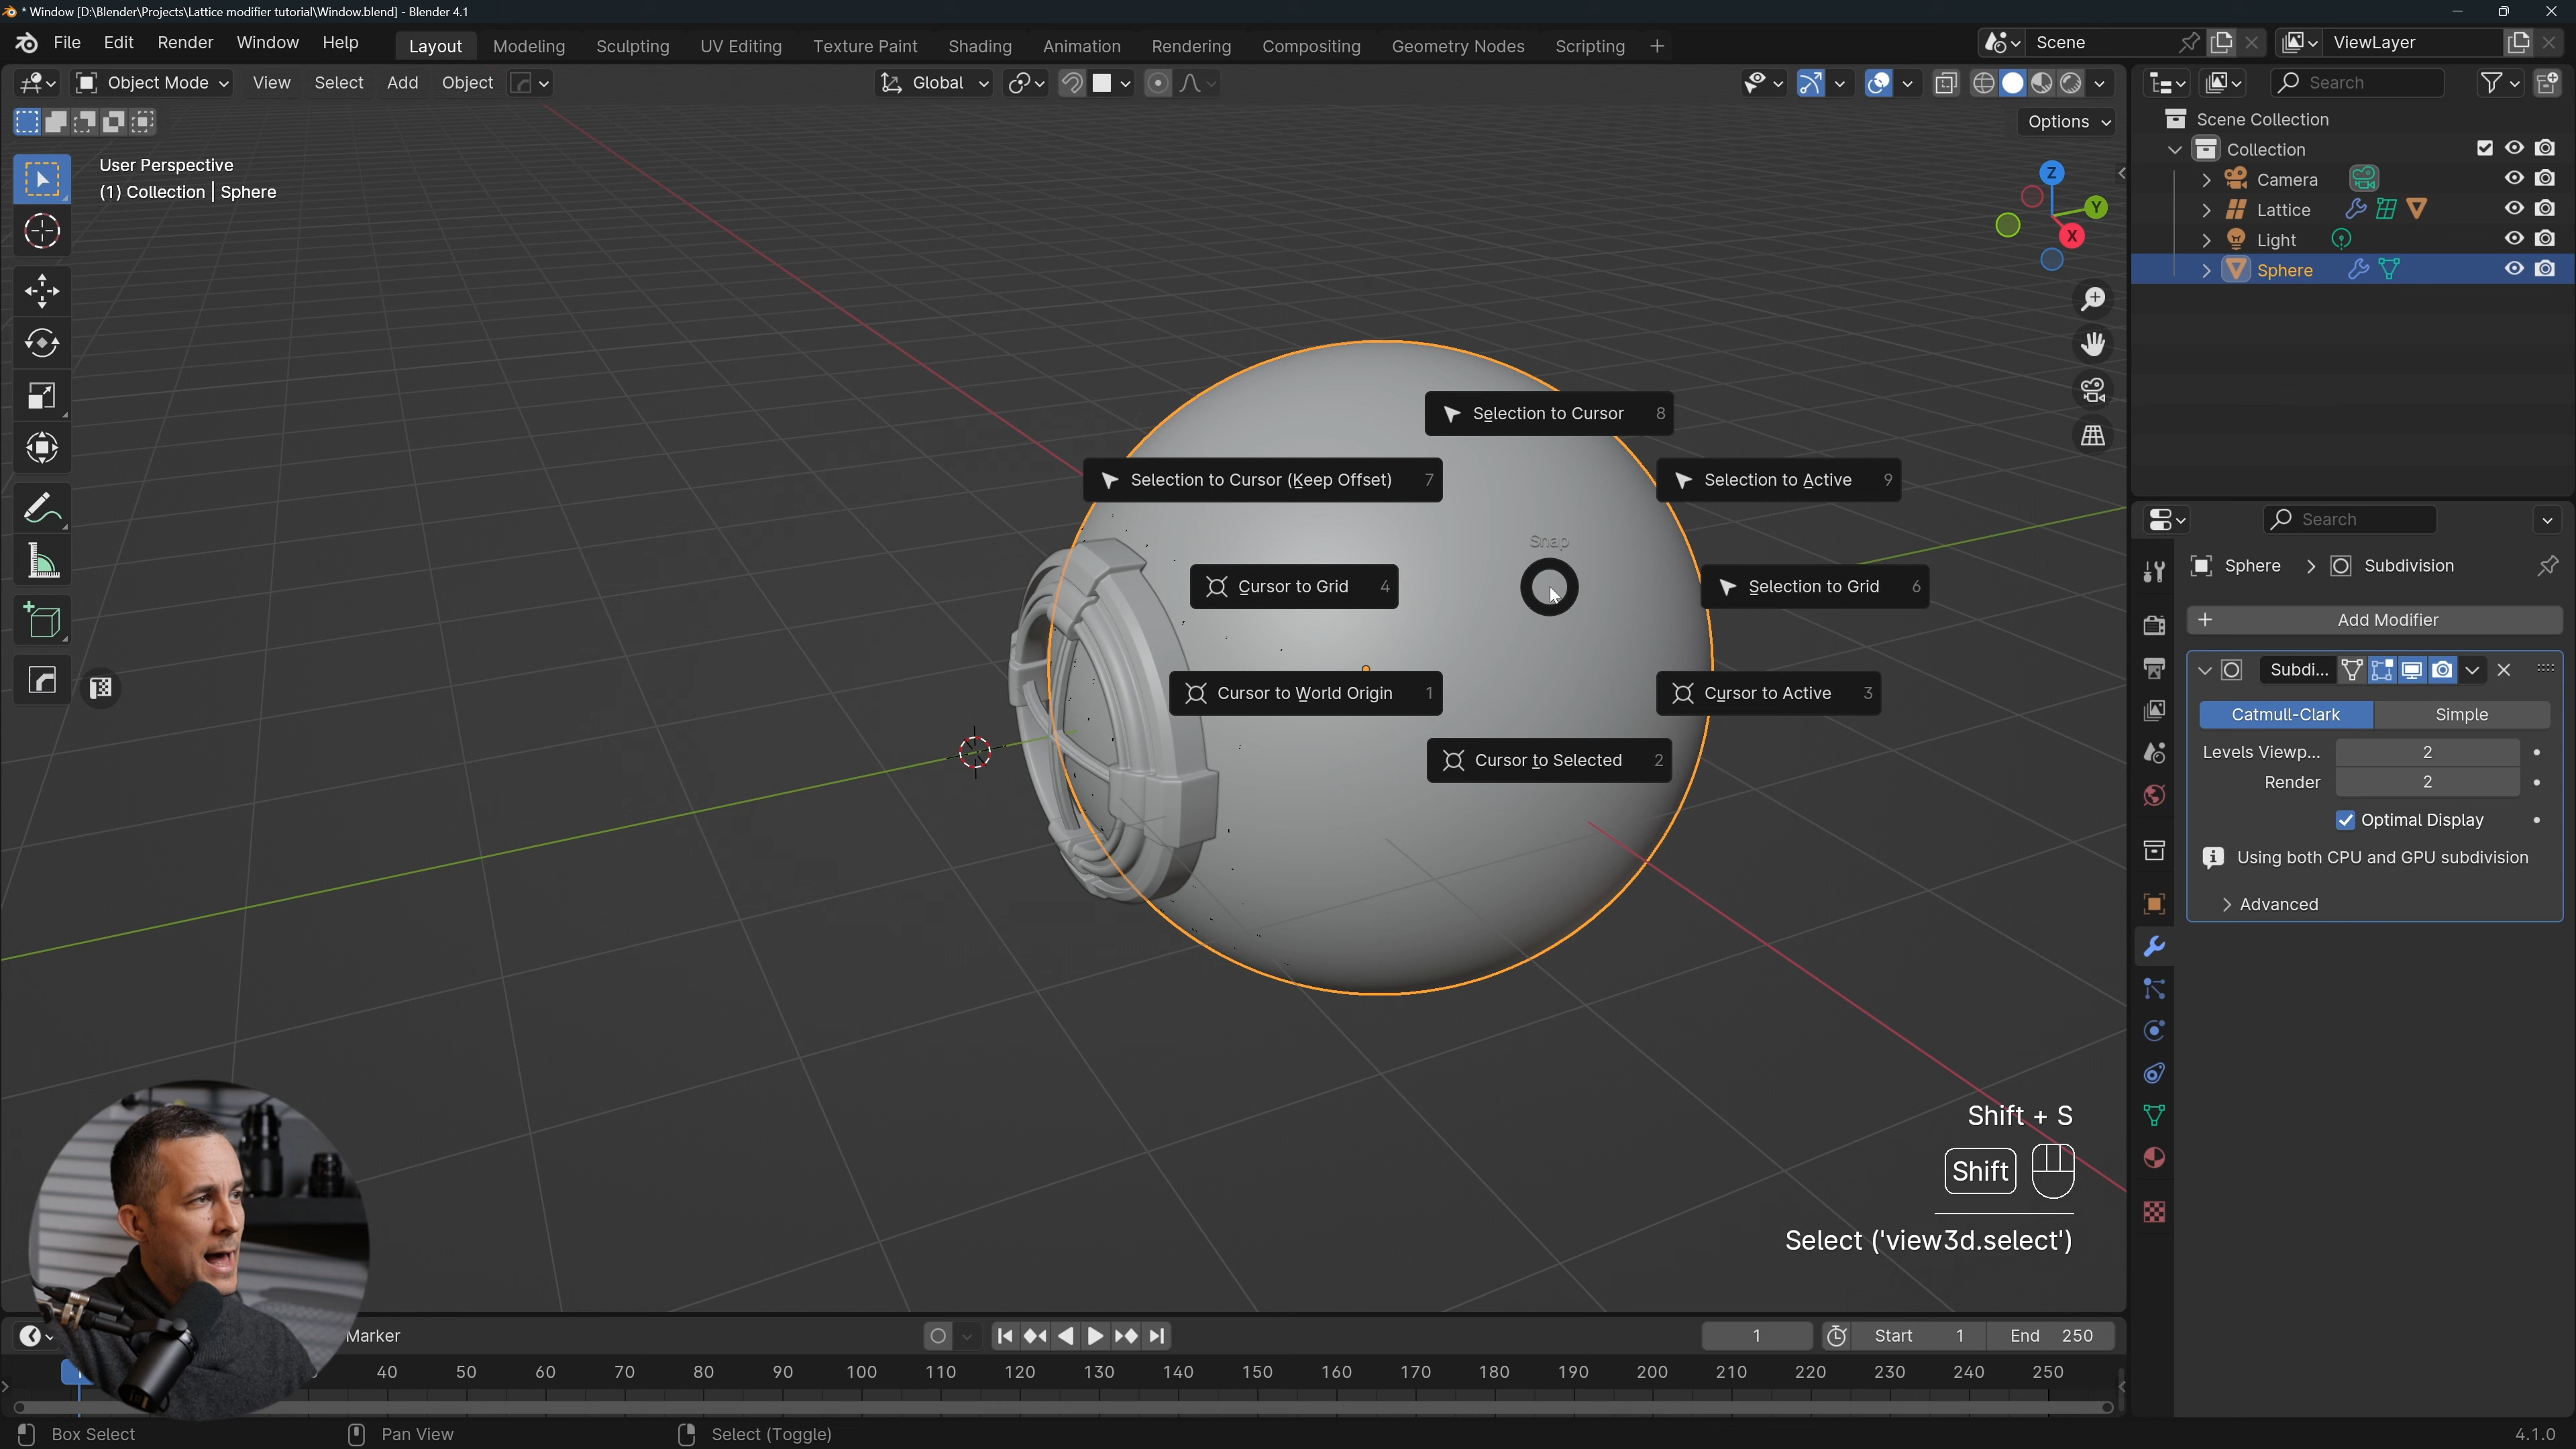 * Window [D:\Blender\Projects\Lattice modifier tutorial\Window.blend] - Blender 4.1
File Edit Render Window Help Layout Modeling Sculpting UV Editing Texture Paint Shading Animation Rendering Compositing Geometry Nodes Scripting + Scene ViewLayer
Object Mode View Select Add Object Global Search
Options
User Perspective
(1) Collection | Sphere
Z
Y
X
Scene Collection
Collection
Camera
Lattice
Light
Sphere
Selection to Cursor 8
Selection to Cursor (Keep Offset) 7
Selection to Active 9
Snap
Cursor to Grid 4
Selection to Grid 6
Cursor to World Origin 1
Cursor to Active 3
Cursor to Selected 2
Search
Sphere > Subdivision
+ Add Modifier
Subdi...
Catmull-Clark Simple
Levels Viewp... 2
Render 2
Optimal Display
Using both CPU and GPU subdivision
Advanced
Shift + S
Shift
Select ('view3d.select')
Marker 1 Start 1 End 250
40 50 60 70 80 90 100 110 120 130 140 150 160 170 180 190 200 210 220 230 240 250
Box Select Pan View Select (Toggle) 4.1.0